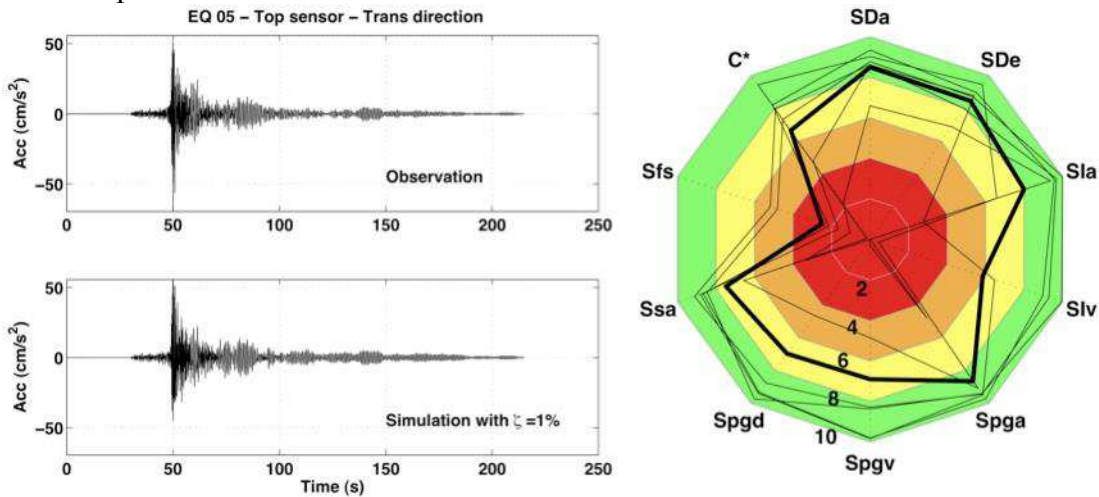 EQ 05 – Top sensor – Trans direction
50
0
−50
Acc (cm/s²)
Observation
0 50 100 150 200 250
50
0
−50
Acc (cm/s²)
Simulation with ζ =1%
0 50 100 150 200 250
Time (s)
SDa
SDe
SIa
SIv
Spga
Spgv
Spgd
Ssa
Sfs
C*
2
4
6
8
10